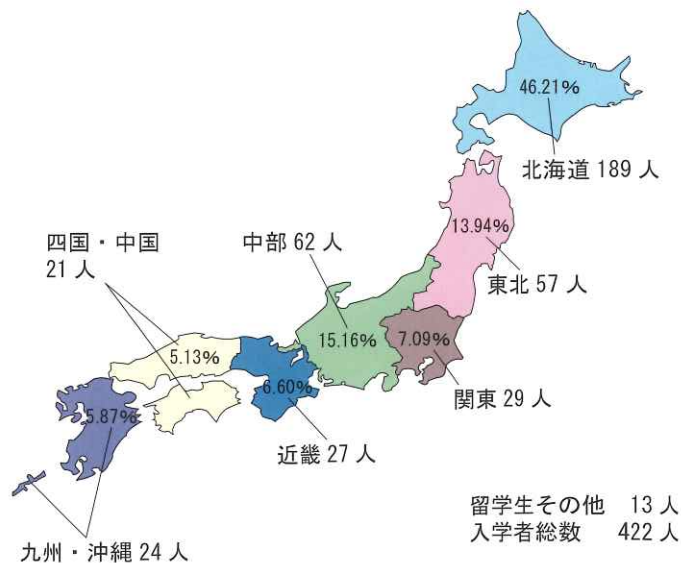 46.21%
北海道 189 人
13.94%
東北 57 人
四国・中国
21 人
中部 62 人
15.16%
7.09%
関東 29 人
5.13%
6.60%
近畿 27 人
5.87%
九州・沖縄 24 人
留学生その他 13 人
入学者総数 422 人